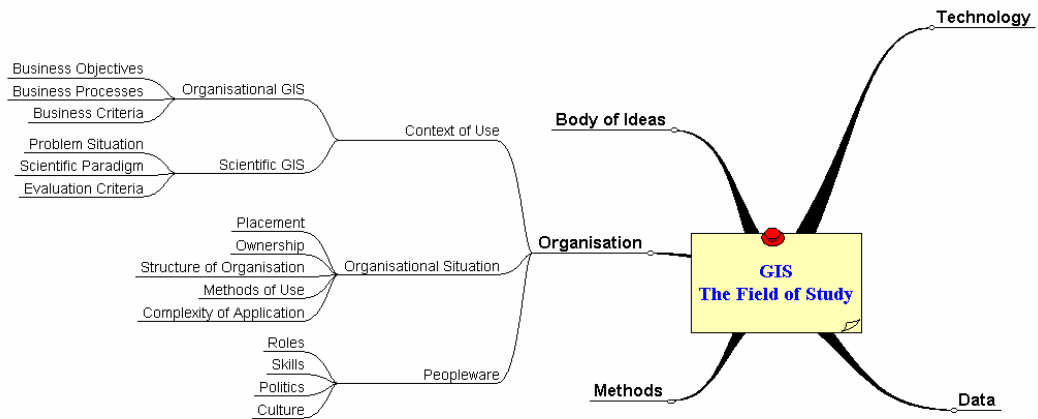 Technology
Business Objectives
Business Processes
Business Criteria
Organisational GIS
Problem Situation
Scientific Paradigm
Evaluation Criteria
Scientific GIS
Context of Use
Body of Ideas
Placement
Ownership
Structure of Organisation
Methods of Use
Complexity of Application
Organisational Situation
Organisation
GIS
The Field of Study
Roles
Skills
Politics
Culture
Peopleware
Methods
Data